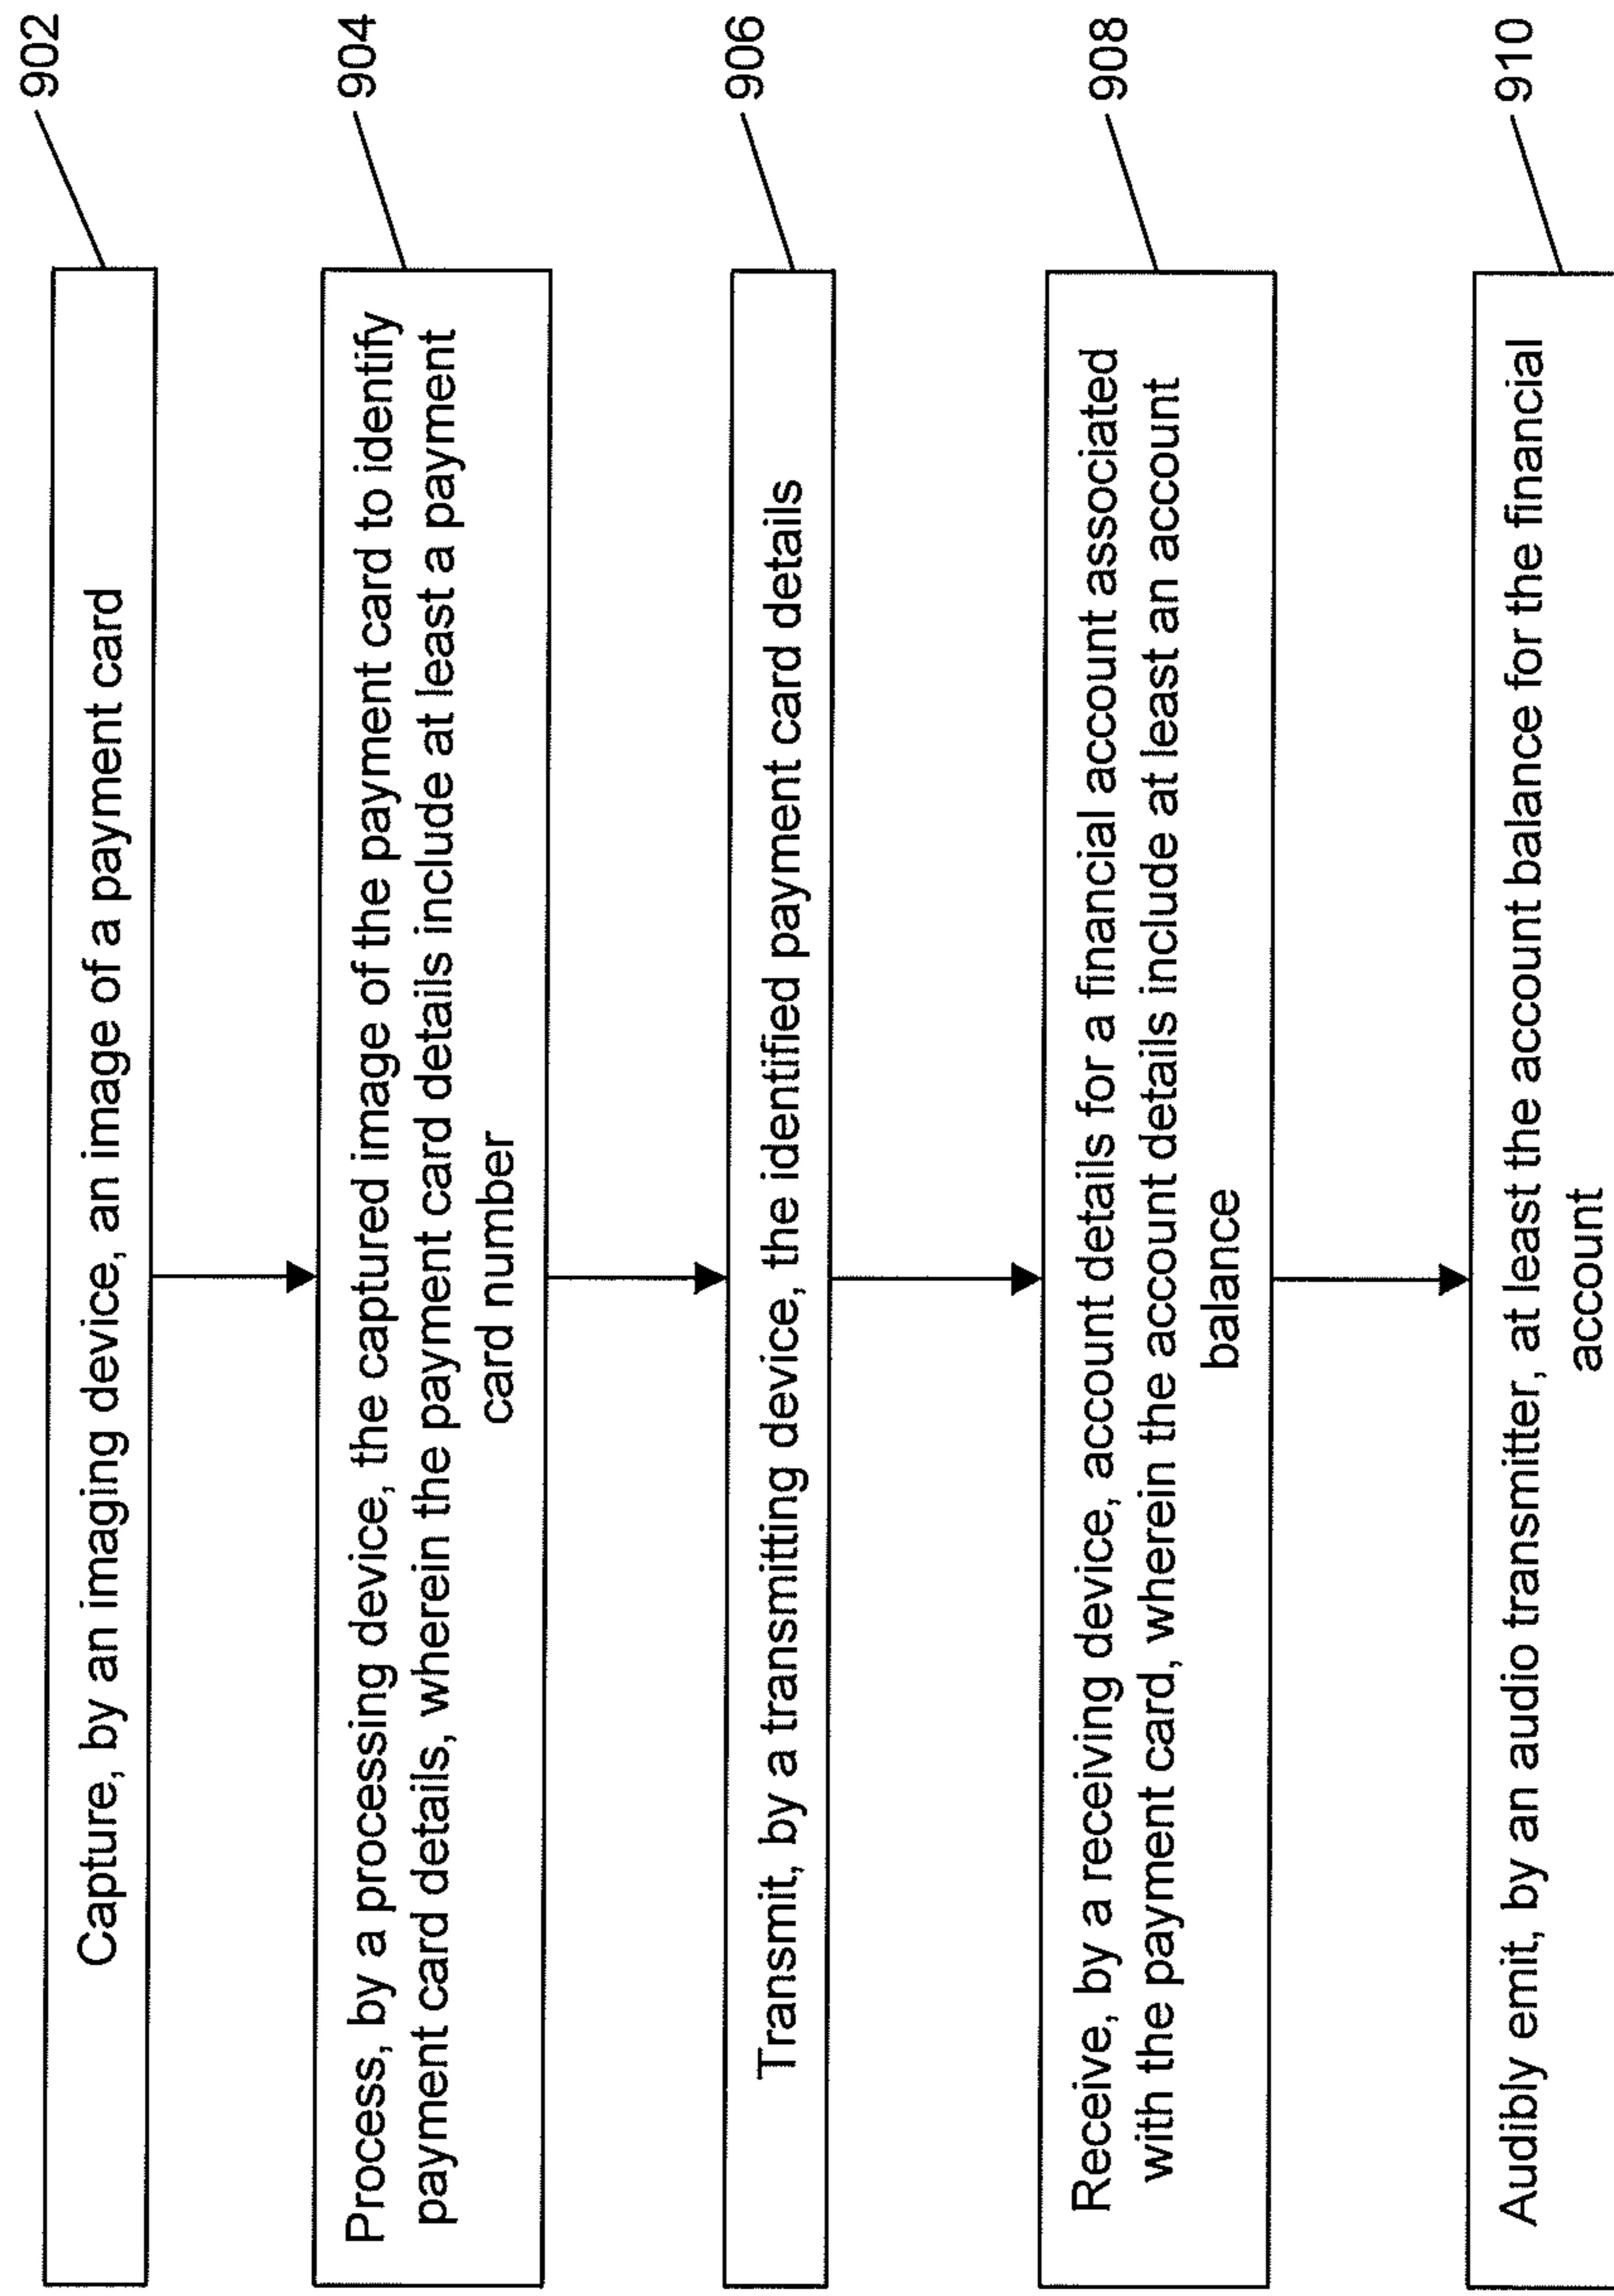 902
Capture, by an imaging device, an image of a payment card
904
Process, by a processing device, the captured image of the payment card to identify
payment card details, wherein the payment card details include at least a payment
card number
906
Transmit, by a transmitting device, the identified payment card details
908
Receive, by a receiving device, account details for a financial account associated
with the payment card, wherein the account details include at least an account
balance
910
Audibly emit, by an audio transmitter, at least the account balance for the financial
account